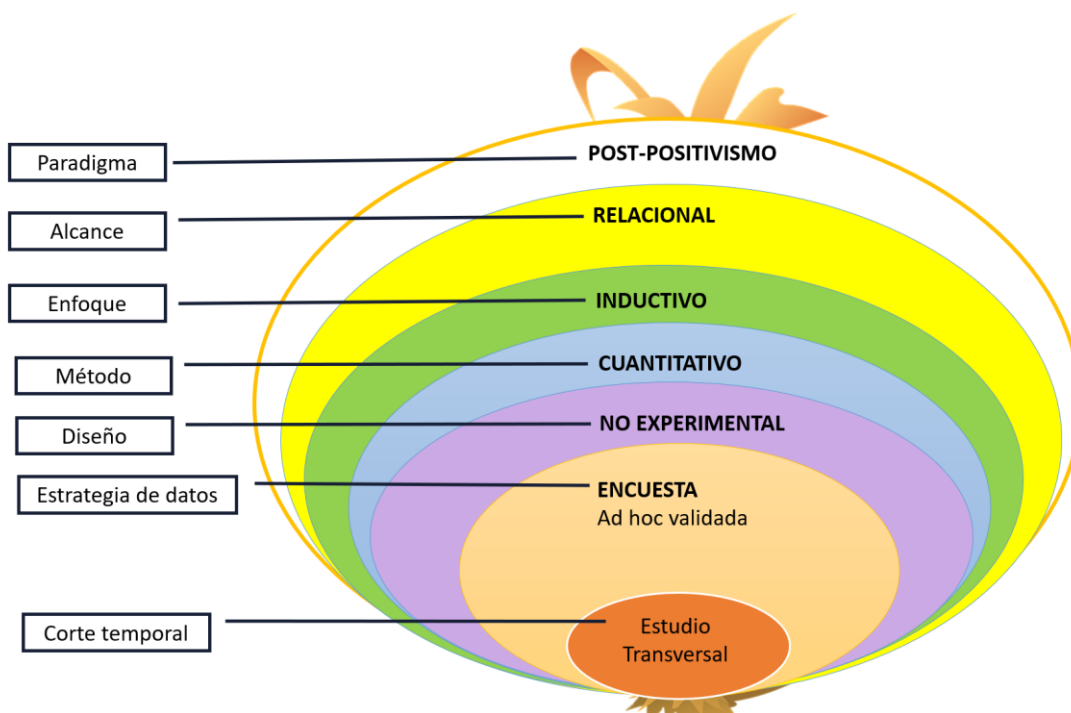 Paradigma
POST-POSITIVISMO
Alcance
RELACIONAL
Enfoque
INDUCTIVO
Método
CUANTITATIVO
Diseño
NO EXPERIMENTAL
Estrategia de datos
ENCUESTA
Ad hoc validada
Corte temporal
Estudio
Transversal